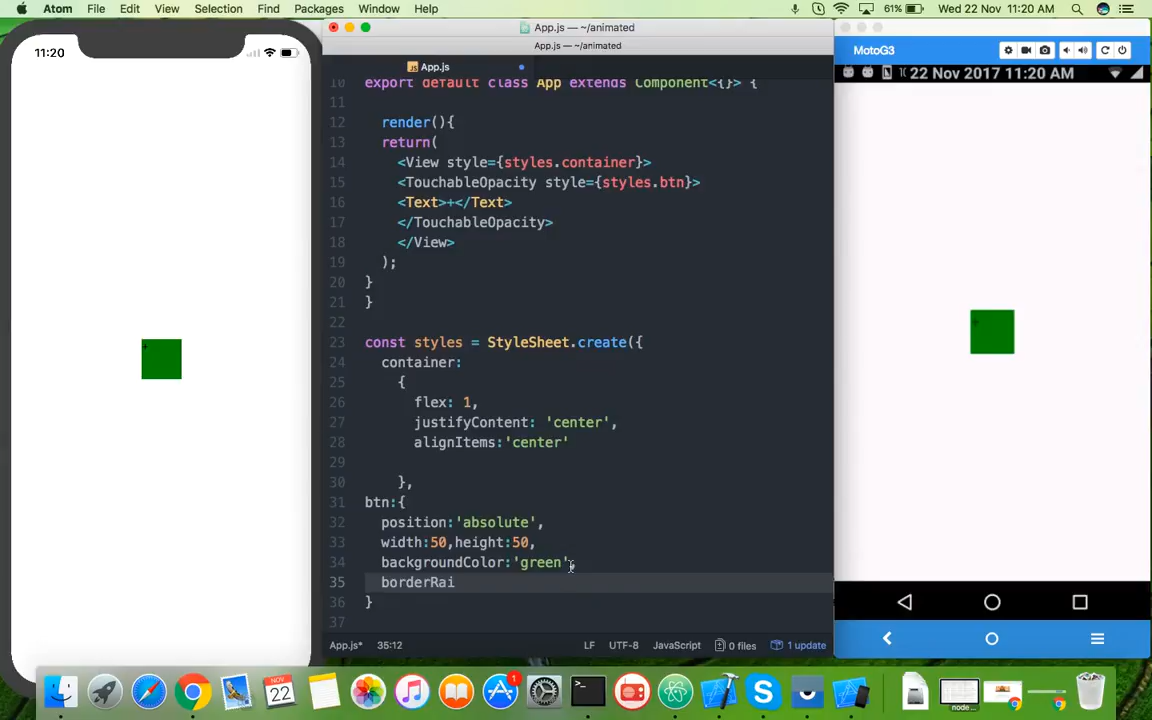 Atom File Edit View Selection Find Packages Window Help 61% Wed 22 Nov 11:20 AM
App.js — ~/animated
App.js — ~/animated
App.js
11:20
MotoG3
22 Nov 2017 11:20 AM
10 export default class App extends Component<{}> {
11
12 render(){
13 return(
14 <View style={styles.container}>
15 <TouchableOpacity style={styles.btn}>
16 <Text>+</Text>
17 </TouchableOpacity>
18 </View>
19 );
20 }
21 }
22
23 const styles = StyleSheet.create({
24 container:
25 {
26 flex: 1,
27 justifyContent: 'center',
28 alignItems:'center'
29
30 },
31 btn:{
32 position:'absolute',
33 width:50,height:50,
34 backgroundColor:'green',
35 borderRai
36 }
37
+
+
App.js* 35:12 LF UTF-8 JavaScript 0 files 1 update
NOV
22
1